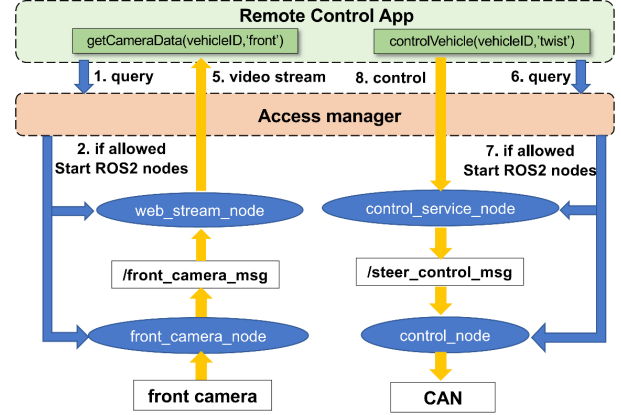 Remote Control App
getCameraData(vehicleID,'front')
controlVehicle(vehicleID,'twist')
1. query
5. video stream
8. control
6. query
Access manager
2. if allowed
Start ROS2 nodes
7. if allowed
Start ROS2 nodes
web_stream_node
control_service_node
/front_camera_msg
/steer_control_msg
front_camera_node
control_node
front camera
CAN